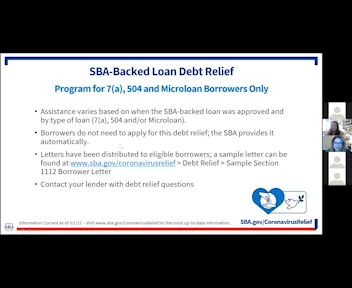 SBA-Backed Loan Debt Relief
Program for 7(a), 504 and Microloan Borrowers Only
• Assistance varies based on when the SBA-backed loan was approved and
by type of loan (7(a), 504 and/or Microloan).
• Borrowers do not need to apply for this debt relief; the SBA provides it
automatically.
• Letters have been distributed to eligible borrowers; a sample letter can be
found at www.sba.gov/coronavirusrelief > Debt Relief > Sample Section
1112 Borrower Letter
• Contact your lender with debt relief questions
SBA
Information Current as of 3/1/21 – Visit www.sba.gov/CoronavirusRelief for the most up-to-date information.
SBA.gov/CoronavirusRelief